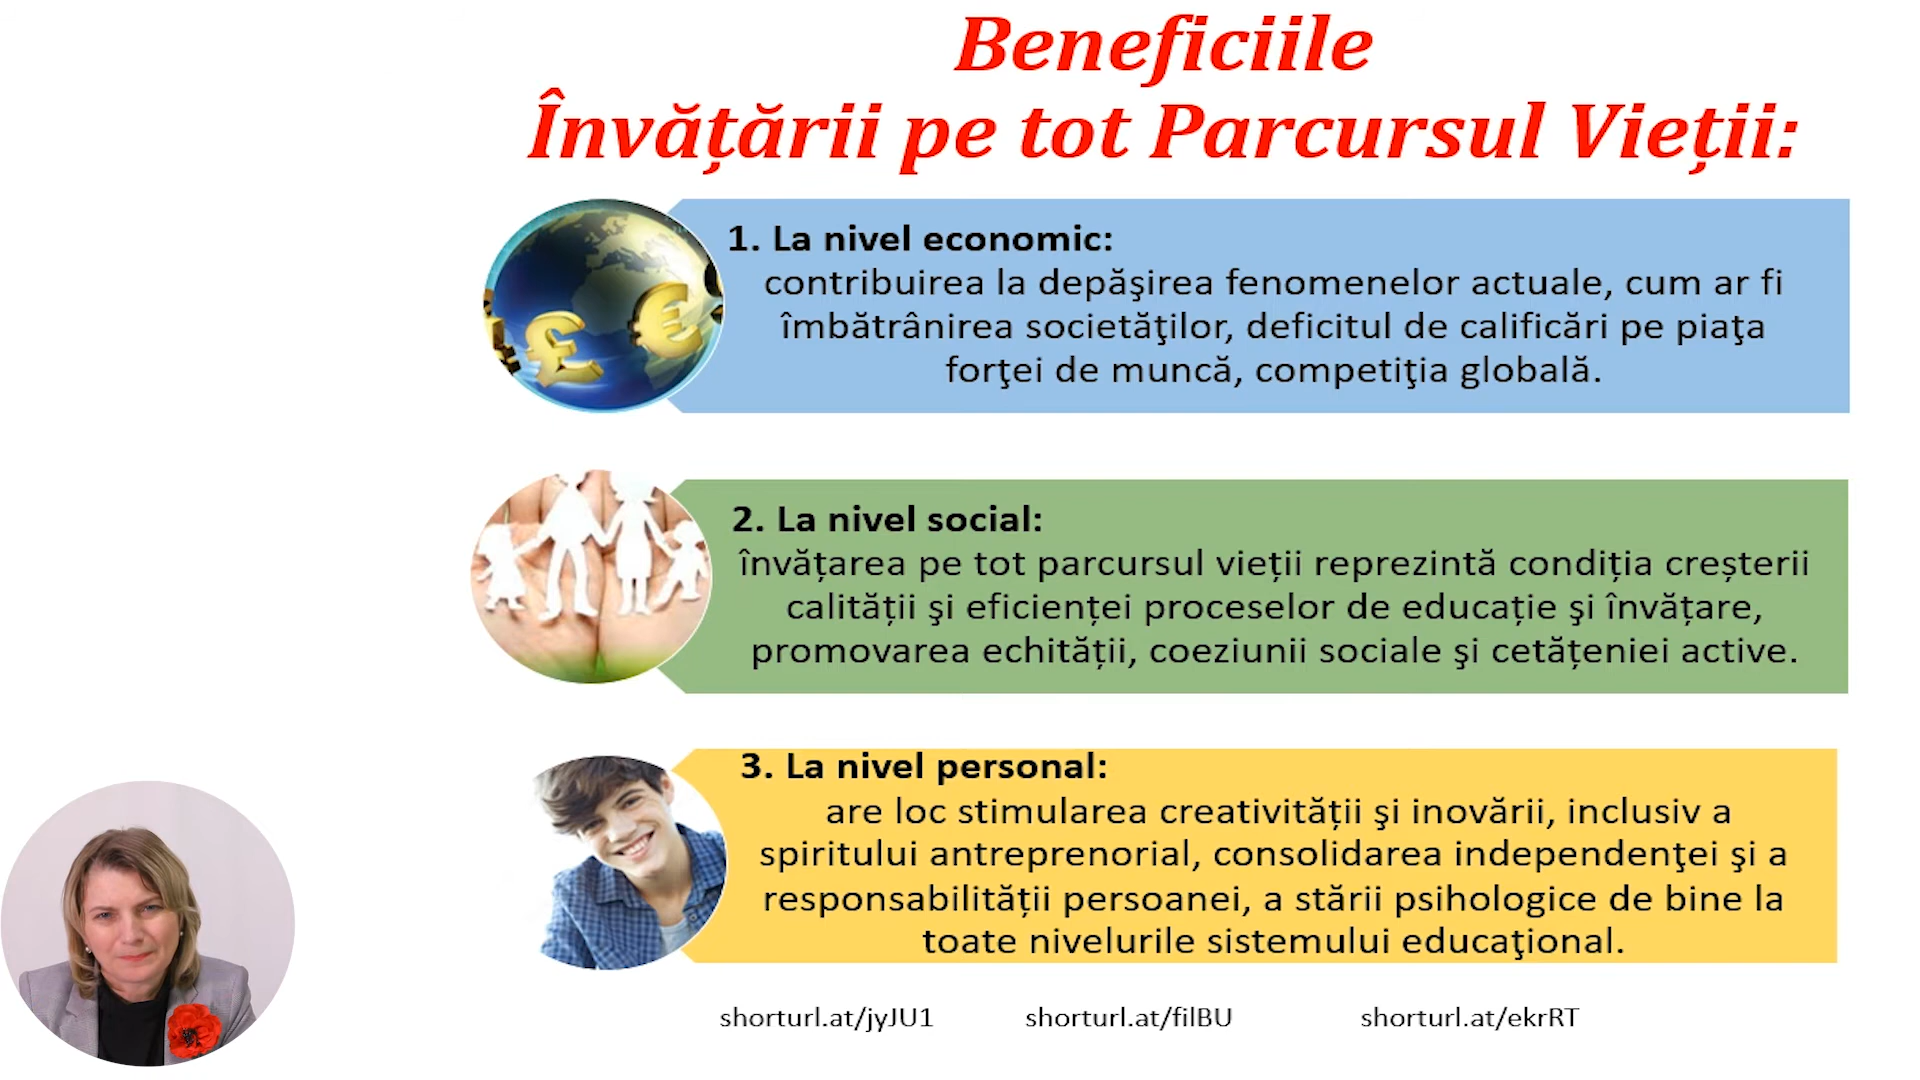 Beneficiile
Învățării pe tot Parcursul Vieții:
1. La nivel economic:
contribuirea la depăşirea fenomenelor actuale, cum ar fi
îmbătrânirea societăţilor, deficitul de calificări pe piaţa
forţei de muncă, competiţia globală.
2. La nivel social:
învățarea pe tot parcursul vieții reprezintă condiția creșterii
calității şi eficienței proceselor de educație şi învățare,
promovarea echității, coeziunii sociale şi cetățeniei active.
3. La nivel personal:
are loc stimularea creativității şi inovării, inclusiv a
spiritului antreprenorial, consolidarea independenţei şi a
responsabilității persoanei, a stării psihologice de bine la
toate nivelurile sistemului educaţional.
shorturl.at/jyJU1 shorturl.at/filBU shorturl.at/ekrRT